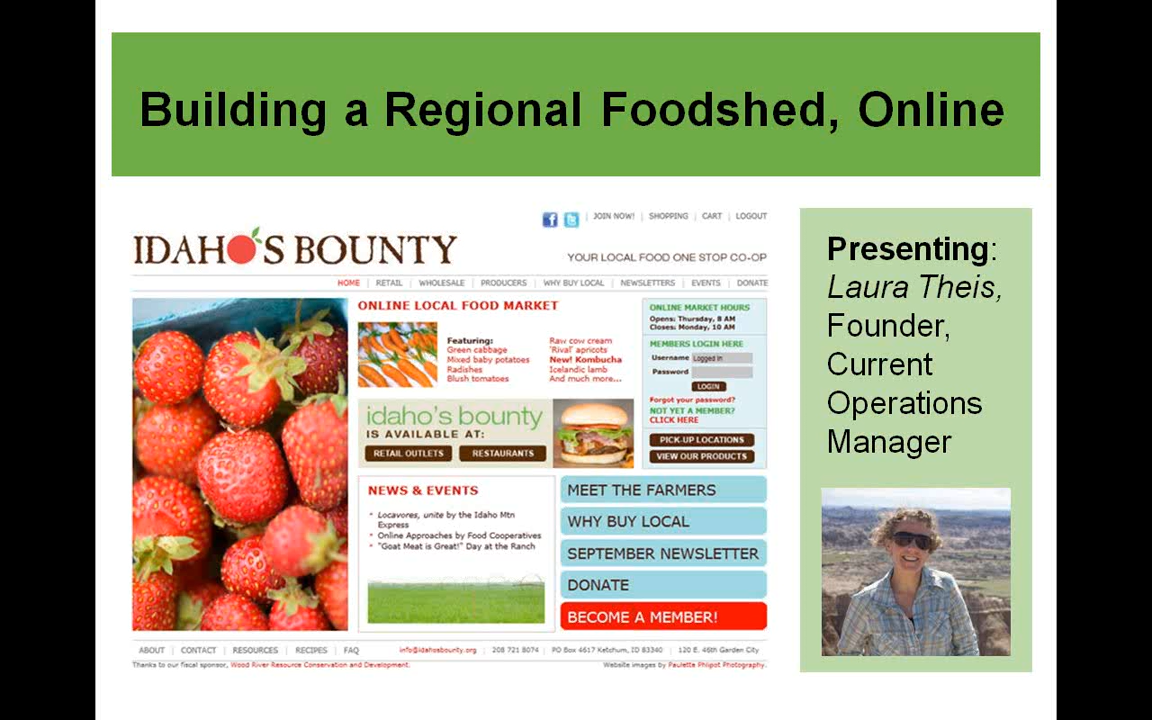 Building a Regional Foodshed, Online
JOIN NOW! | SHOPPING | CART | LOGOUT
IDAHO'S BOUNTY
YOUR LOCAL FOOD ONE STOP CO-OP
HOME | RETAIL | WHOLESALE | PRODUCERS | WHY BUY LOCAL | NEWSLETTERS | EVENTS | DONATE
ONLINE LOCAL FOOD MARKET
Featuring:
Green cabbage
Mixed baby potatoes
Radishes
Blush tomatoes
Raw cow cream
"Rival" apricots
New! Kombucha
Icelandic lamb
And much more...
idaho's bounty
IS AVAILABLE AT:
RETAIL OUTLETS
RESTAURANTS
ONLINE MARKET HOURS
Opens: Thursday, 8 AM
Closes: Monday, 10 AM
MEMBERS LOGIN HERE
Username Logged in
Password
LOGIN
Forgot your password?
NOT YET A MEMBER?
CLICK HERE
PICK-UP LOCATIONS
VIEW OUR PRODUCTS
NEWS & EVENTS
Locavores, unite by the Idaho Mtn
Express
Online Approaches by Food Cooperatives
"Goat Meat is Great!" Day at the Ranch
MEET THE FARMERS
WHY BUY LOCAL
SEPTEMBER NEWSLETTER
DONATE
BECOME A MEMBER!
ABOUT | CONTACT | RESOURCES | RECIPES | FAQ
info@idahosbounty.org | 208 721 8074 | PO Box 4617 Ketchum, ID 83340 | 120 E. 46th Garden City
Thanks to our fiscal sponsor, Wood River Resource Conservation and Development.
Website images by Paulette Philpot Photography.
Presenting:
Laura Theis,
Founder,
Current
Operations
Manager